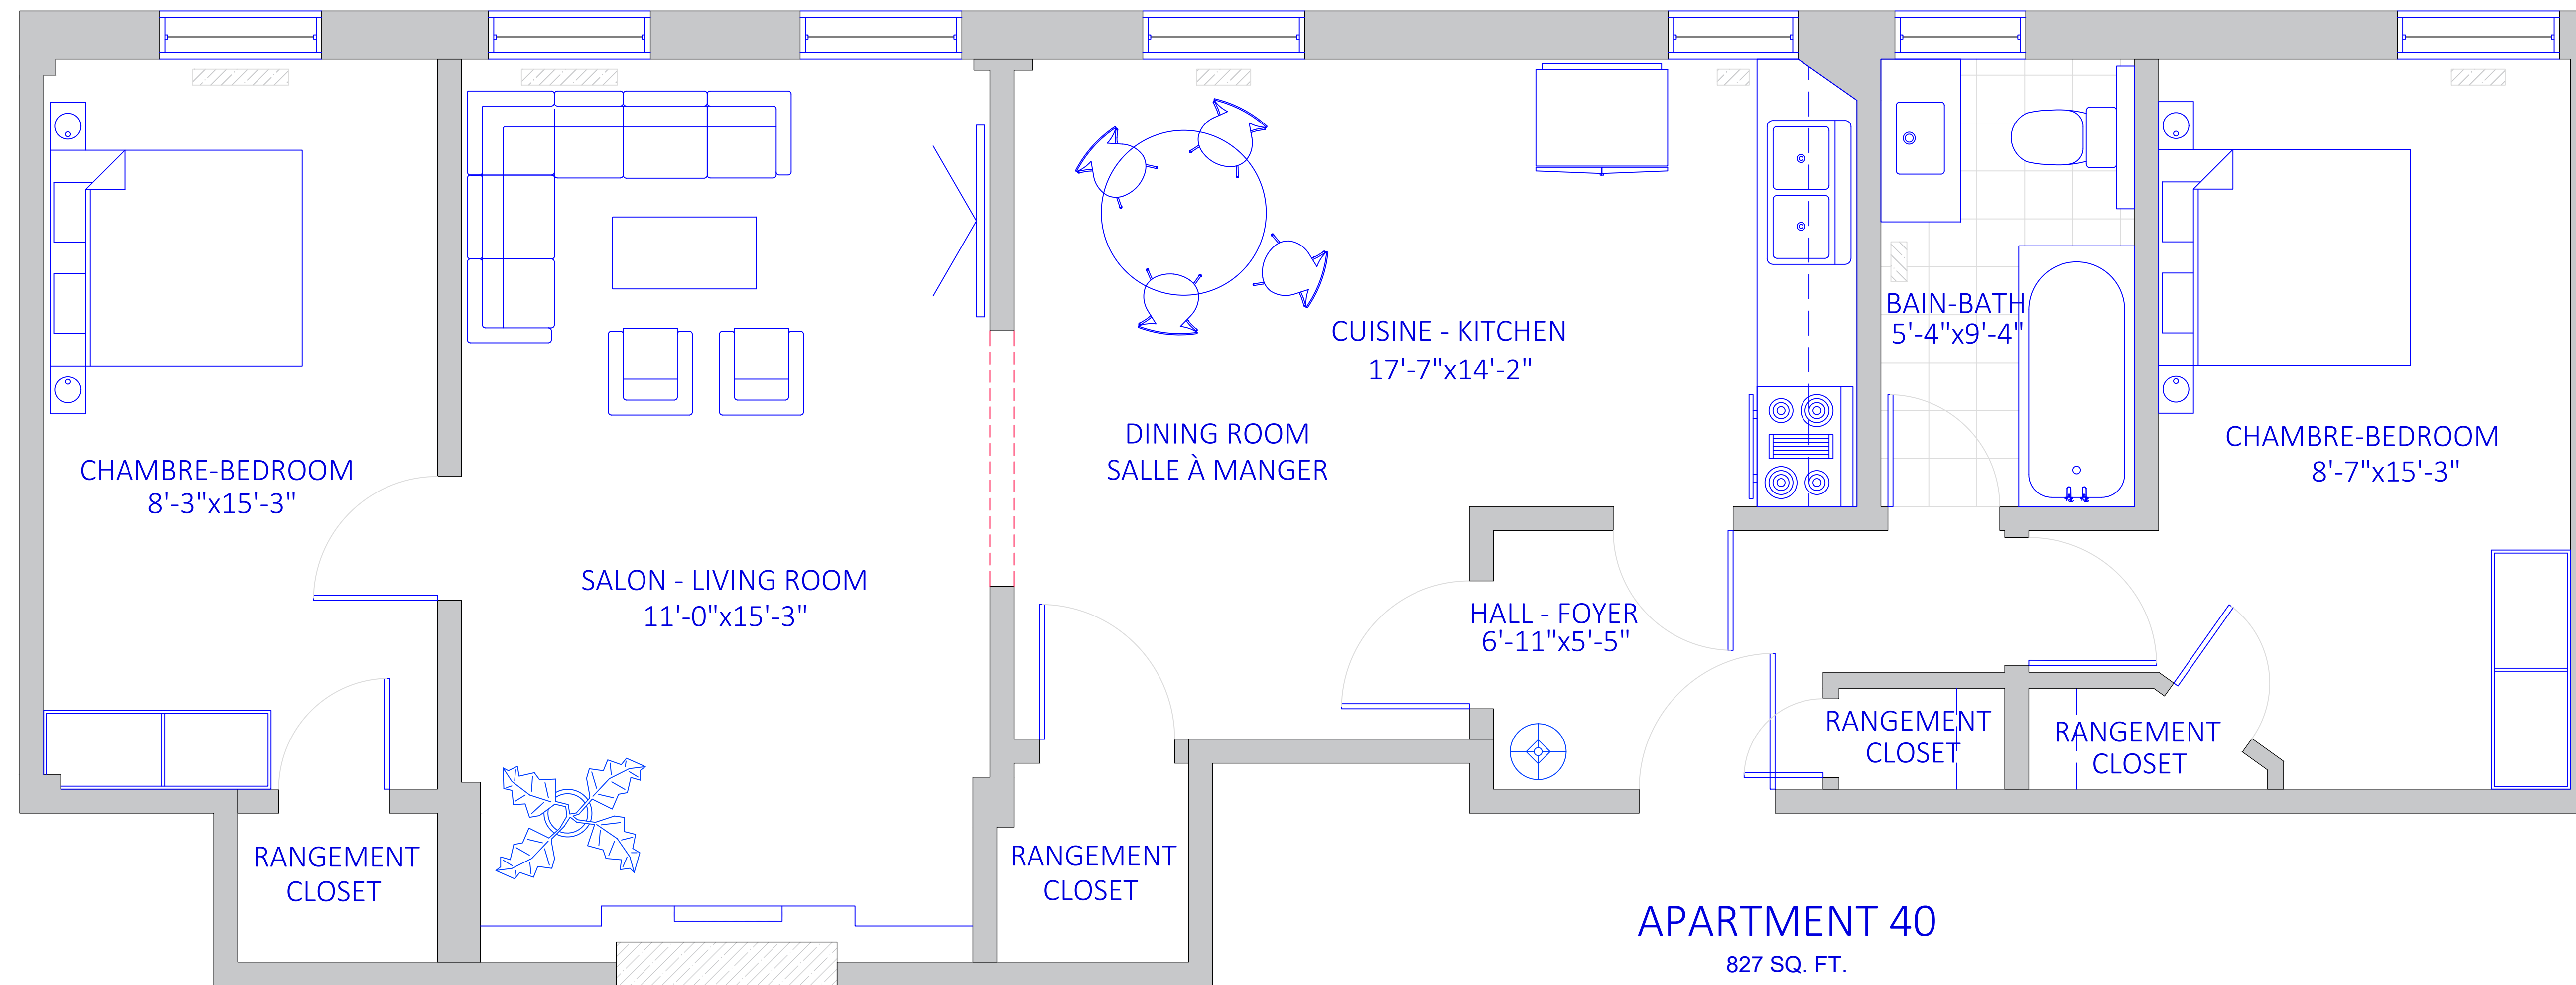 CHAMBRE-BEDROOM
8'-3"x15'-3"
RANGEMENT
CLOSET
SALON - LIVING ROOM
11'-0"x15'-3"
RANGEMENT
CLOSET
CUISINE - KITCHEN
17'-7"x14'-2"
DINING ROOM
SALLE À MANGER
HALL - FOYER
6'-11"x5'-5"
BAIN-BATH
5'-4"x9'-4"
RANGEMENT
CLOSET
RANGEMENT
CLOSET
CHAMBRE-BEDROOM
8'-7"x15'-3"
APARTMENT 40
827 SQ. FT.